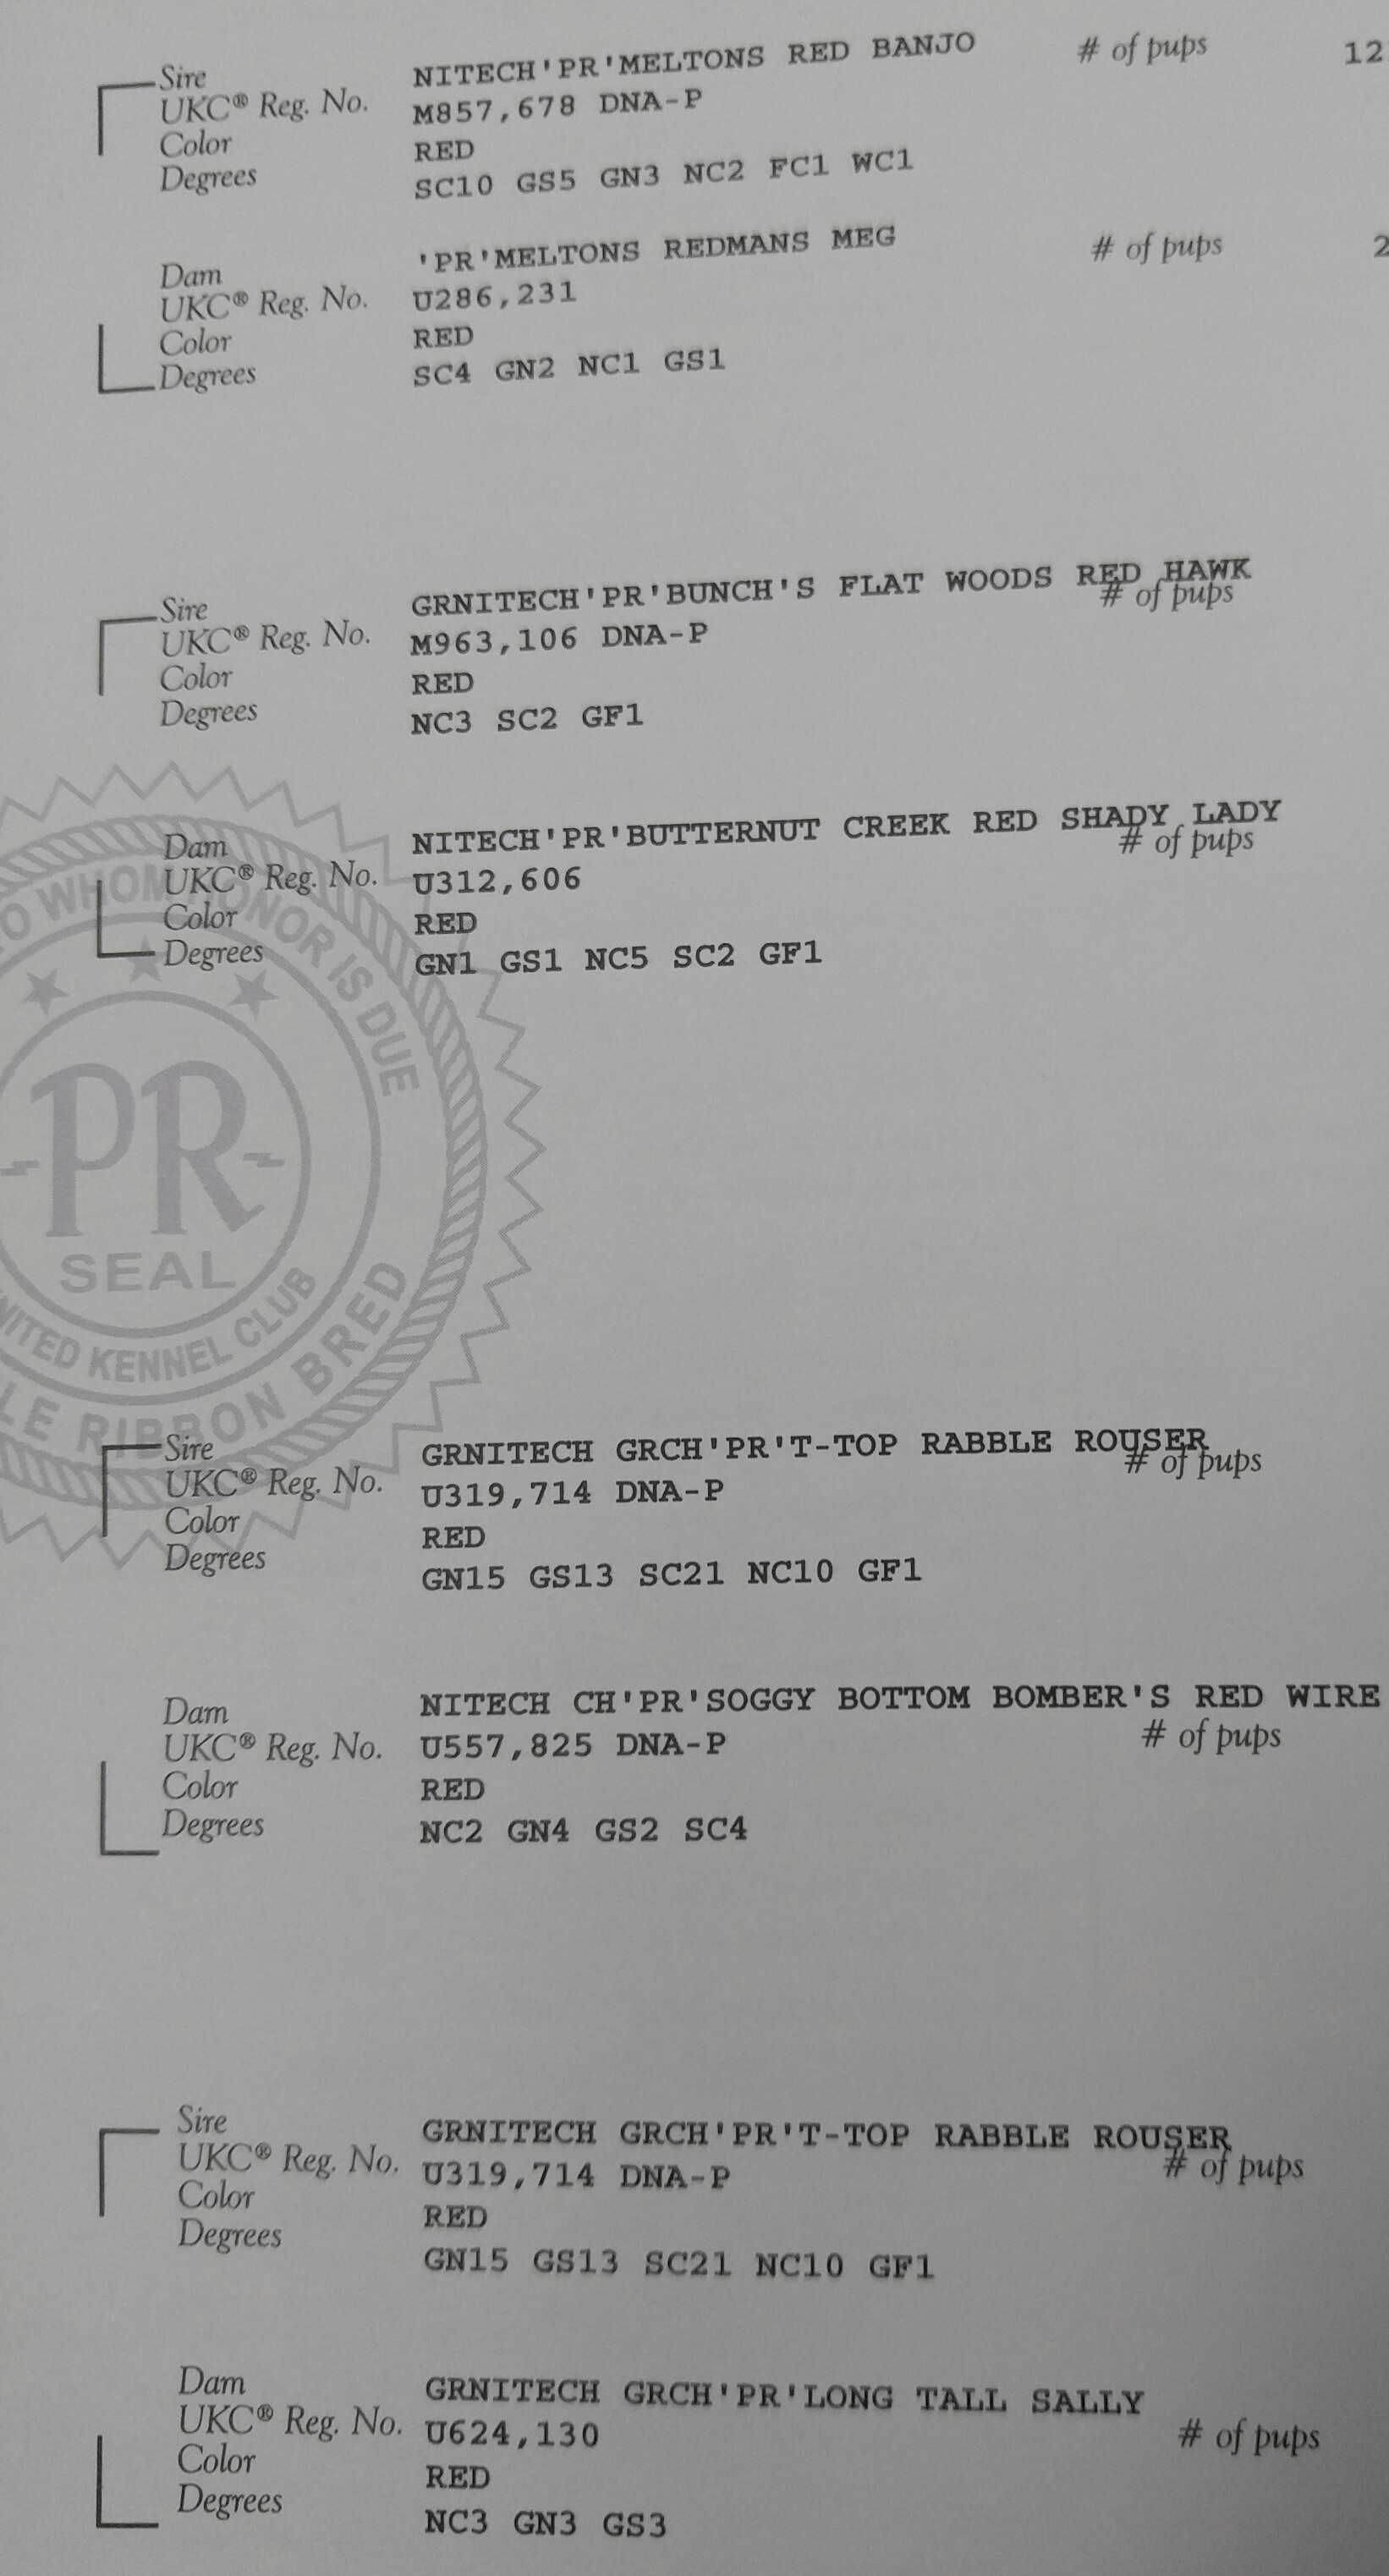 Sire NITECH'PR'MELTONS RED BANJO # of pups 12
UKC® Reg. No. M857,678 DNA-P
Color RED
Degrees SC10 GS5 GN3 NC2 FC1 WC1
Dam 'PR'MELTONS REDMANS MEG # of pups 2
UKC® Reg. No. U286,231
Color RED
Degrees SC4 GN2 NC1 GS1
Sire GRNITECH'PR'BUNCH'S FLAT WOODS RED HAWK # of pups
UKC® Reg. No. M963,106 DNA-P
Color RED
Degrees NC3 SC2 GF1
Dam NITECH'PR'BUTTERNUT CREEK RED SHADY LADY # of pups
UKC® Reg. No. U312,606
Color RED
Degrees GN1 GS1 NC5 SC2 GF1
O WHOM HONOR IS DUE
-PR-
SEAL
NITED KENNEL CLUB
LE RIBBON BRED
Sire GRNITECH GRCH'PR'T-TOP RABBLE ROUSER # of pups
UKC® Reg. No. U319,714 DNA-P
Color RED
Degrees GN15 GS13 SC21 NC10 GF1
Dam NITECH CH'PR'SOGGY BOTTOM BOMBER'S RED WIRE # of pups
UKC® Reg. No. U557,825 DNA-P
Color RED
Degrees NC2 GN4 GS2 SC4
Sire GRNITECH GRCH'PR'T-TOP RABBLE ROUSER # of pups
UKC® Reg. No. U319,714 DNA-P
Color RED
Degrees GN15 GS13 SC21 NC10 GF1
Dam GRNITECH GRCH'PR'LONG TALL SALLY # of pups
UKC® Reg. No. U624,130
Color RED
Degrees NC3 GN3 GS3